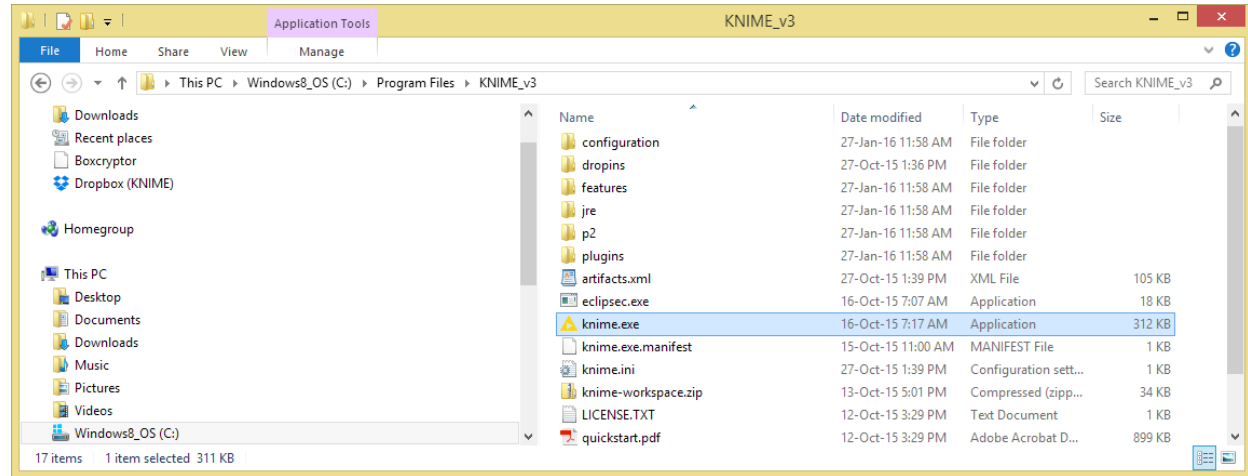 Application Tools KNIME_v3
File Home Share View Manage
This PC Windows8_OS (C:) Program Files KNIME_v3 Search KNIME_v3
Downloads
Recent places
Boxcryptor
Dropbox (KNIME)
Homegroup
This PC
Desktop
Documents
Downloads
Music
Pictures
Videos
Windows8_OS (C:)
Name Date modified Type Size
configuration 27-Jan-16 11:58 AM File folder
dropins 27-Oct-15 1:36 PM File folder
features 27-Jan-16 11:58 AM File folder
jre 27-Jan-16 11:58 AM File folder
p2 27-Jan-16 11:58 AM File folder
plugins 27-Jan-16 11:58 AM File folder
artifacts.xml 27-Oct-15 1:39 PM XML File 105 KB
eclipsec.exe 16-Oct-15 7:07 AM Application 18 KB
knime.exe 16-Oct-15 7:17 AM Application 312 KB
knime.exe.manifest 15-Oct-15 11:00 AM MANIFEST File 1 KB
knime.ini 27-Oct-15 1:39 PM Configuration sett... 1 KB
knime-workspace.zip 13-Oct-15 5:01 PM Compressed (zipp... 34 KB
LICENSE.TXT 12-Oct-15 3:29 PM Text Document 1 KB
quickstart.pdf 12-Oct-15 3:29 PM Adobe Acrobat D... 899 KB
17 items 1 item selected 311 KB